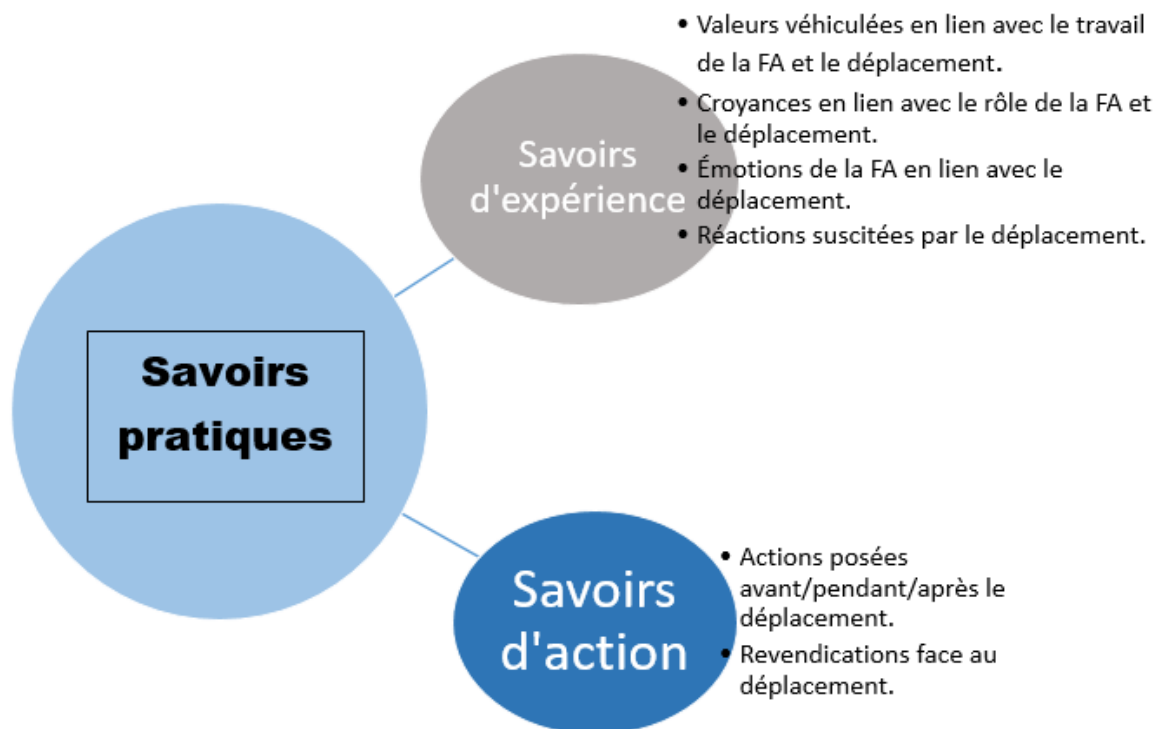 • Valeurs véhiculées en lien avec le travail
de la FA et le déplacement.
• Croyances en lien avec le rôle de la FA et
le déplacement.
• Émotions de la FA en lien avec le
déplacement.
• Réactions suscitées par le déplacement.
Savoirs
d'expérience
Savoirs
pratiques
Savoirs
d'action
• Actions posées
avant/pendant/après le
déplacement.
• Revendications face au
déplacement.